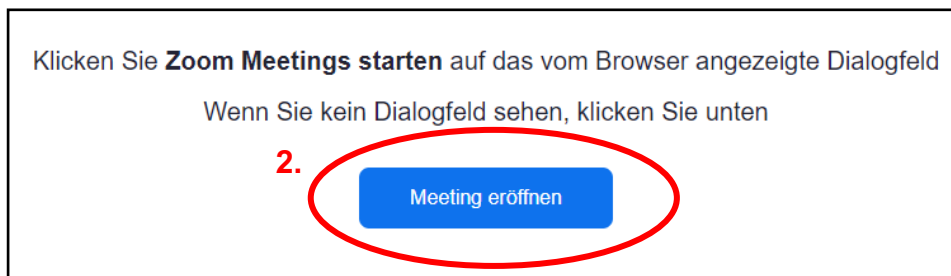 Klicken Sie Zoom Meetings starten auf das vom Browser angezeigte Dialogfeld
Wenn Sie kein Dialogfeld sehen, klicken Sie unten
2.
Meeting eröffnen